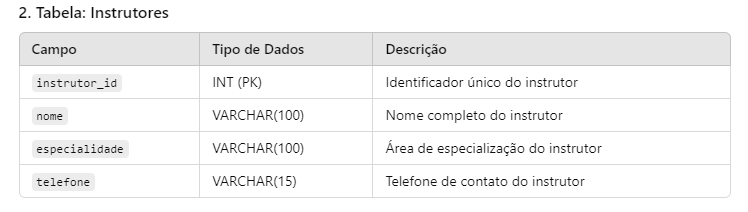 2. Tabela: Instrutores
Campo Tipo de Dados Descrição
instrutor_id INT (PK) Identificador único do instrutor
nome VARCHAR(100) Nome completo do instrutor
especialidade VARCHAR(100) Área de especialização do instrutor
telefone VARCHAR(15) Telefone de contato do instrutor